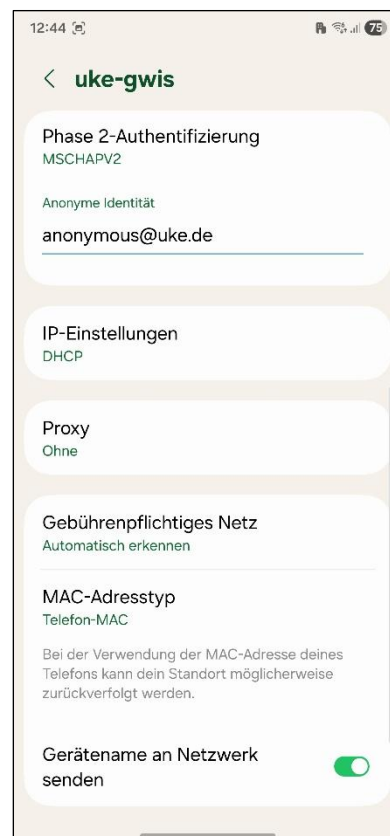 12:44
75
uke-gwis
Phase 2-Authentifizierung
MSCHAPV2
Anonyme Identität
anonymous@uke.de
IP-Einstellungen
DHCP
Proxy
Ohne
Gebührenpflichtiges Netz
Automatisch erkennen
MAC-Adresstyp
Telefon-MAC
Bei der Verwendung der MAC-Adresse deines
Telefons kann dein Standort möglicherweise
zurückverfolgt werden.
Gerätename an Netzwerk
senden